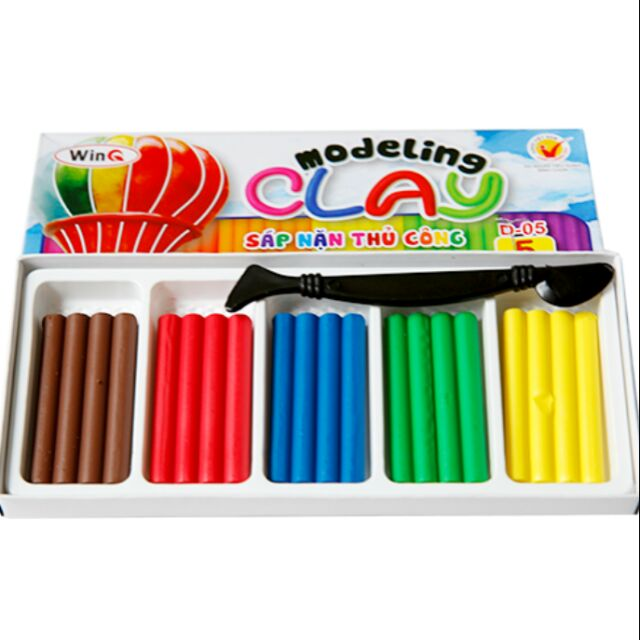 WinQ
modeling
CLAY
SÁP NẶN THỦ CÔNG
D-05
5